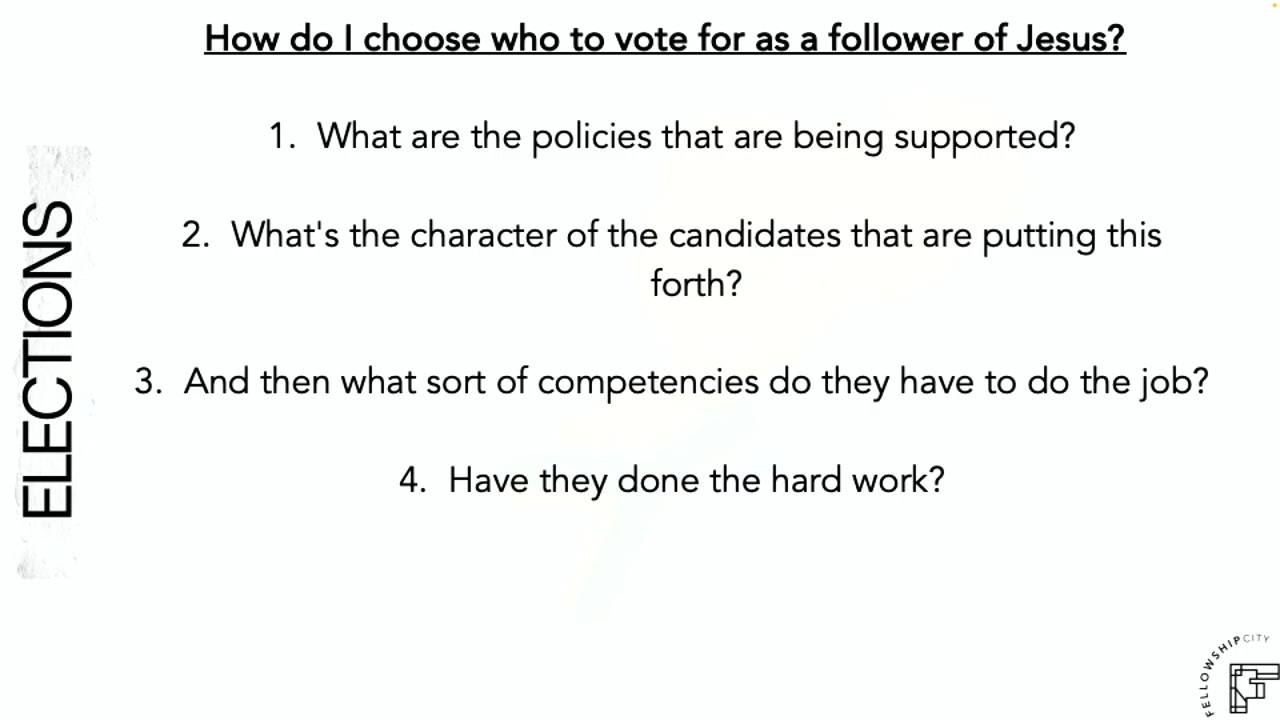 How do I choose who to vote for as a follower of Jesus?
1. What are the policies that are being supported?
2. What's the character of the candidates that are putting this
forth?
3. And then what sort of competencies do they have to do the job?
4. Have they done the hard work?
ELECTIONS
FELLOWSHIPCITY